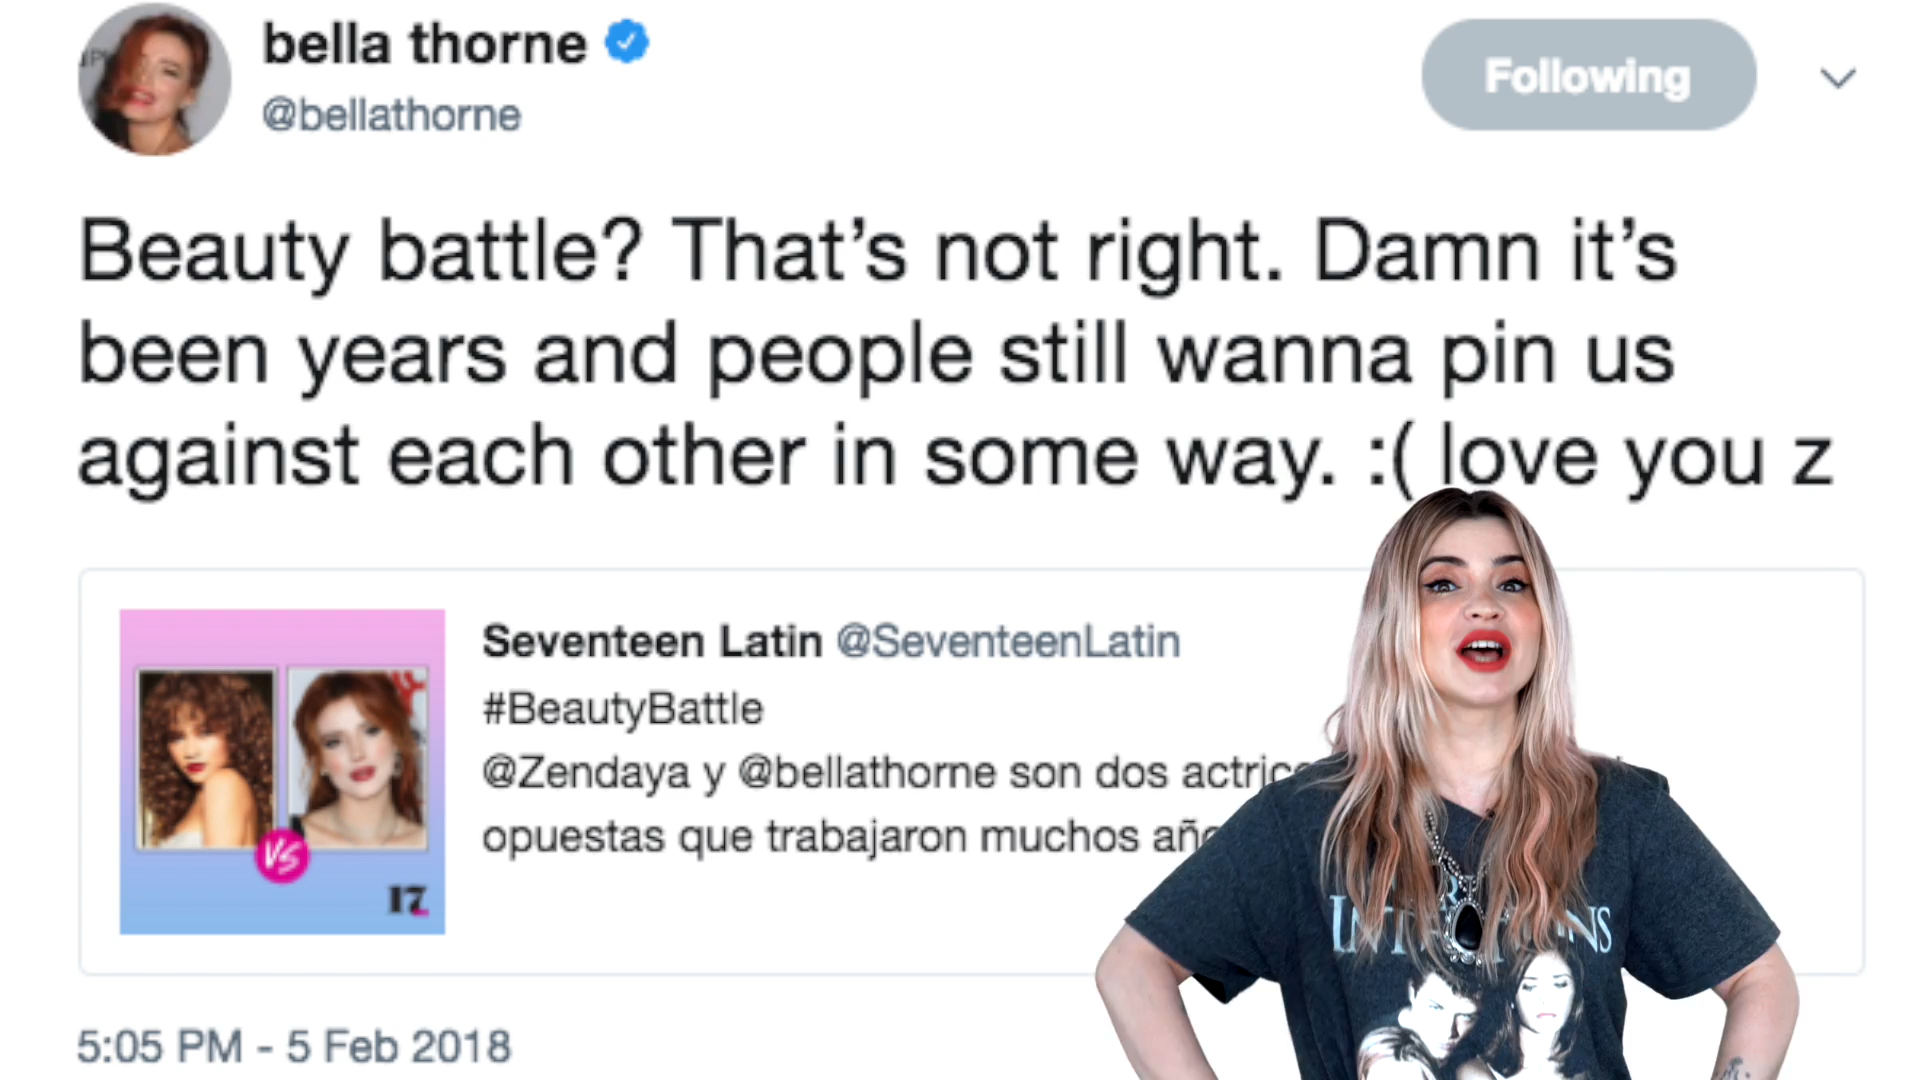 bella thorne
@bellathorne
Following
Beauty battle? That's not right. Damn it's
been years and people still wanna pin us
against each other in some way. :( love you z
Seventeen Latin @SeventeenLatin
#BeautyBattle
@Zendaya y @bellathorne son dos
opuestas que trabajaron muchos
VS
17
5:05 PM - 5 Feb 2018